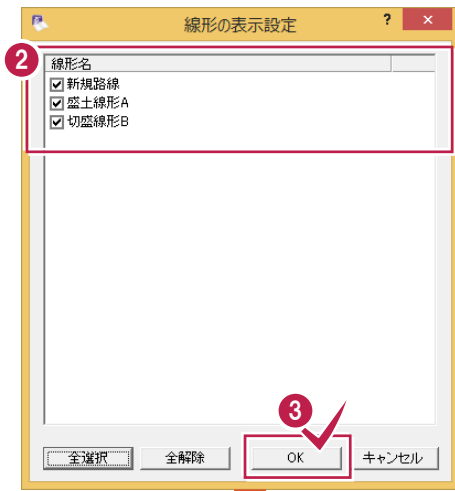 線形の表示設定
? ×
2
線形名
新規路線
盛土線形A
切盛線形B
3
全選択 全解除 OK キャンセル